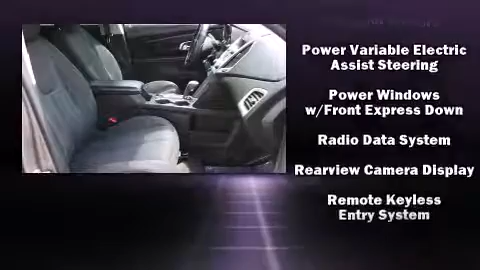 Power Variable Electric
Assist Steering
Power Windows
w/Front Express Down
Radio Data System
Rearview Camera Display
Remote Keyless
Entry System